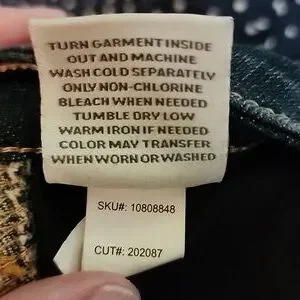 TURN GARMENT INSIDE
OUT AND MACHINE
WASH COLD SEPARATELY
ONLY NON-CHLORINE
BLEACH WHEN NEEDED
TUMBLE DRY LOW
WARM IRON IF NEEDED
COLOR MAY TRANSFER
WHEN WORN OR WASHED
SKU#: 10808848
CUT#: 202087